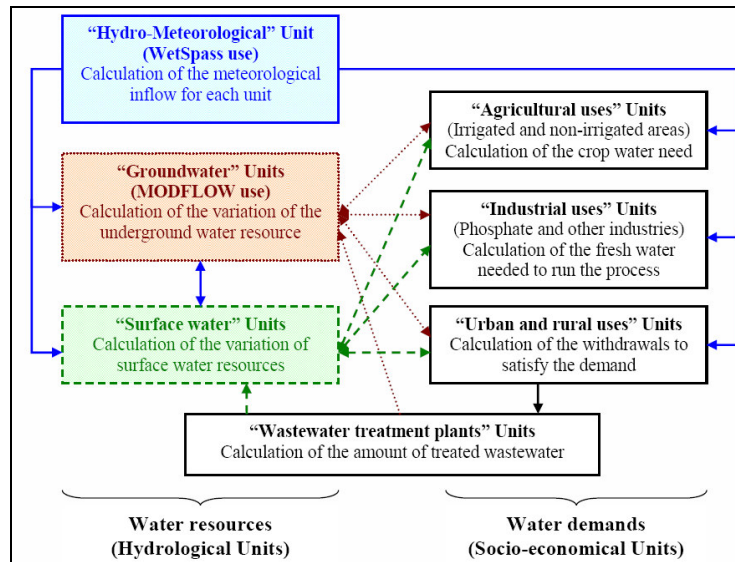 “Hydro-Meteorological” Unit
(WetSpass use)
Calculation of the meteorological
inflow for each unit
“Groundwater” Units
(MODFLOW use)
Calculation of the variation of the
underground water resource
“Surface water” Units
Calculation of the variation of
surface water resources
“Agricultural uses” Units
(Irrigated and non-irrigated areas)
Calculation of the crop water need
“Industrial uses” Units
(Phosphate and other industries)
Calculation of the fresh water
needed to run the process
“Urban and rural uses” Units
Calculation of the withdrawals to
satisfy the demand
“Wastewater treatment plants” Units
Calculation of the amount of treated wastewater
Water resources
(Hydrological Units)
Water demands
(Socio-economical Units)